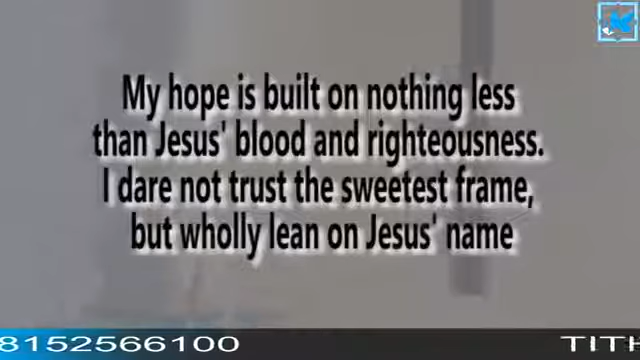 My hope is built on nothing less
than Jesus' blood and righteousness.
I dare not trust the sweetest frame,
but wholly lean on Jesus' name
8152566100
TITH